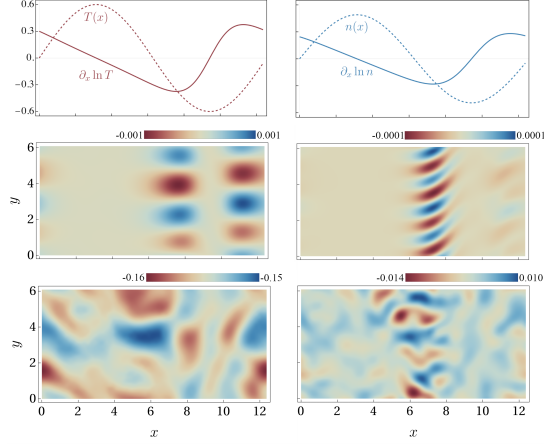 0.6
0.3
0.
-0.3
-0.6
T(x)
∂x ln T
n(x)
∂x ln n
-0.001 0.001
-0.0001 0.0001
6
4
y
2
0
-0.16 -0.15
-0.014 0.010
6
4
y
2
0
0 2 4 6 8 10 12
0 2 4 6 8 10 12
x
x